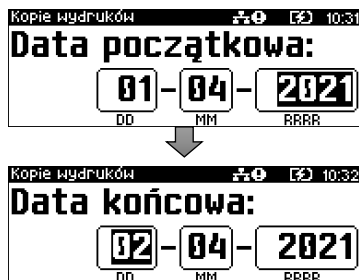 Kopie wydruków 10:31
Data początkowa:
01-04-2021
DD MM RRRR
Kopie wydruków 10:32
Data końcowa:
02-04-2021
DD MM RRRR